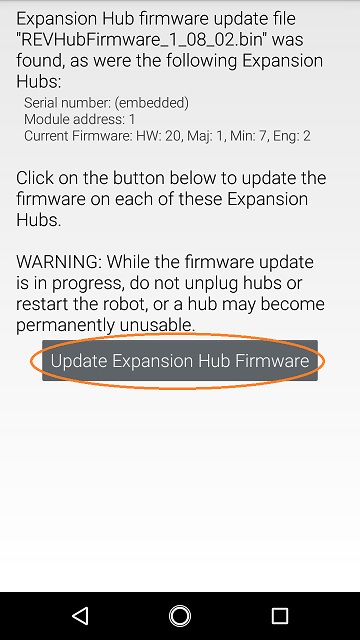 Expansion Hub firmware update file
"REVHubFirmware_1_08_02.bin" was
found, as were the following Expansion
Hubs:
Serial number: (embedded)
Module address: 1
Current Firmware: HW: 20, Maj: 1, Min: 7, Eng: 2
Click on the button below to update the
firmware on each of these Expansion
Hubs.
WARNING: While the firmware update
is in progress, do not unplug hubs or
restart the robot, or a hub may become
permanently unusable.
Update Expansion Hub Firmware